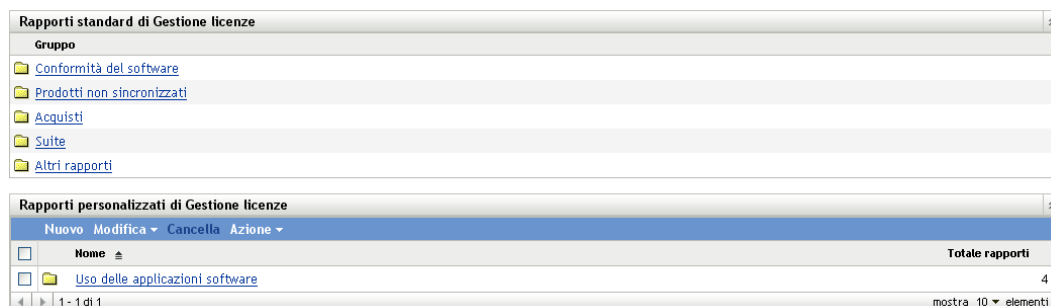 Rapporti standard di Gestione licenze
Gruppo
Conformità del software
Prodotti non sincronizzati
Acquisti
Suite
Altri rapporti
Rapporti personalizzati di Gestione licenze
Nuovo Modifica Cancella Azione
Nome Totale rapporti
Uso delle applicazioni software 4
1 - 1 di 1 mostra 10 elementi